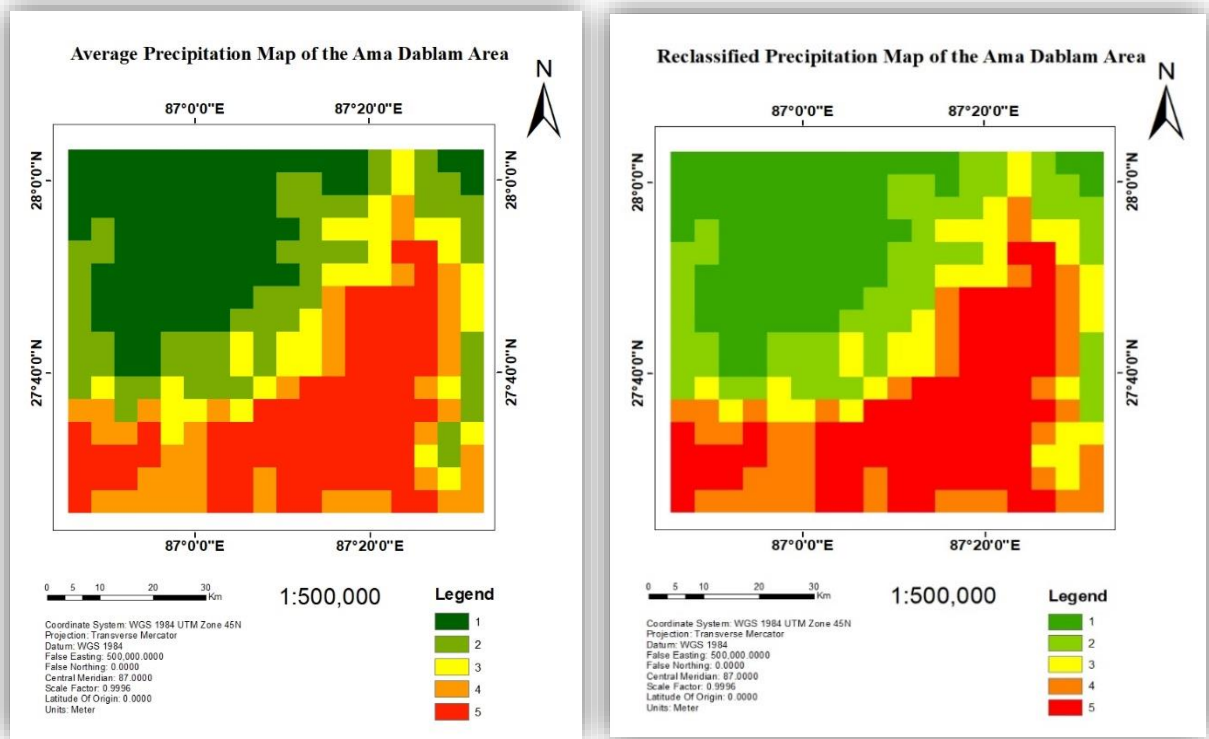 Average Precipitation Map of the Ama Dablam Area
N
87°0'0"E 87°20'0"E
28°0'0"N 28°0'0"N
27°40'0"N 27°40'0"N
87°0'0"E 87°20'0"E
0 5 10 20 30
Km
1:500,000
Coordinate System: WGS 1984 UTM Zone 45N
Projection: Transverse Mercator
Datum: WGS 1984
False Easting: 500,000.0000
False Northing: 0.0000
Central Meridian: 87.0000
Scale Factor: 0.9996
Latitude Of Origin: 0.0000
Units: Meter
Legend
1
2
3
4
5
Reclassified Precipitation Map of the Ama Dablam Area
N
87°0'0"E 87°20'0"E
28°0'0"N 28°0'0"N
27°40'0"N 27°40'0"N
87°0'0"E 87°20'0"E
0 5 10 20 30
Km
1:500,000
Coordinate System: WGS 1984 UTM Zone 45N
Projection: Transverse Mercator
Datum: WGS 1984
False Easting: 500,000.0000
False Northing: 0.0000
Central Meridian: 87.0000
Scale Factor: 0.9996
Latitude Of Origin: 0.0000
Units: Meter
Legend
1
2
3
4
5